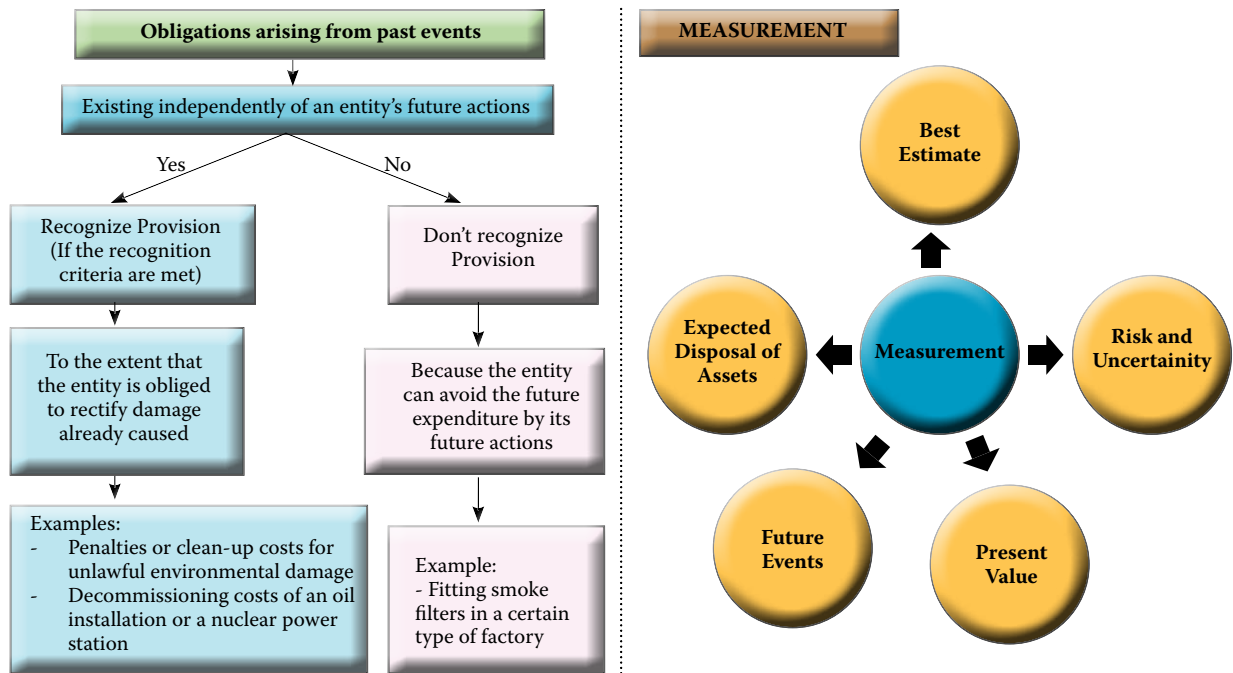 Obligations arising from past events
Existing independently of an entity's future actions
Yes
No
Recognize Provision
(If the recognition
criteria are met)
Don't recognize
Provision
To the extent that
the entity is obliged
to rectify damage
already caused
Because the entity
can avoid the future
expenditure by its
future actions
Examples:
- Penalties or clean-up costs for
unlawful environmental damage
- Decommissioning costs of an oil
installation or a nuclear power
station
Example:
- Fitting smoke
filters in a certain
type of factory
MEASUREMENT
Best
Estimate
Expected
Disposal of
Assets
Measurement
Risk and
Uncertainity
Future
Events
Present
Value